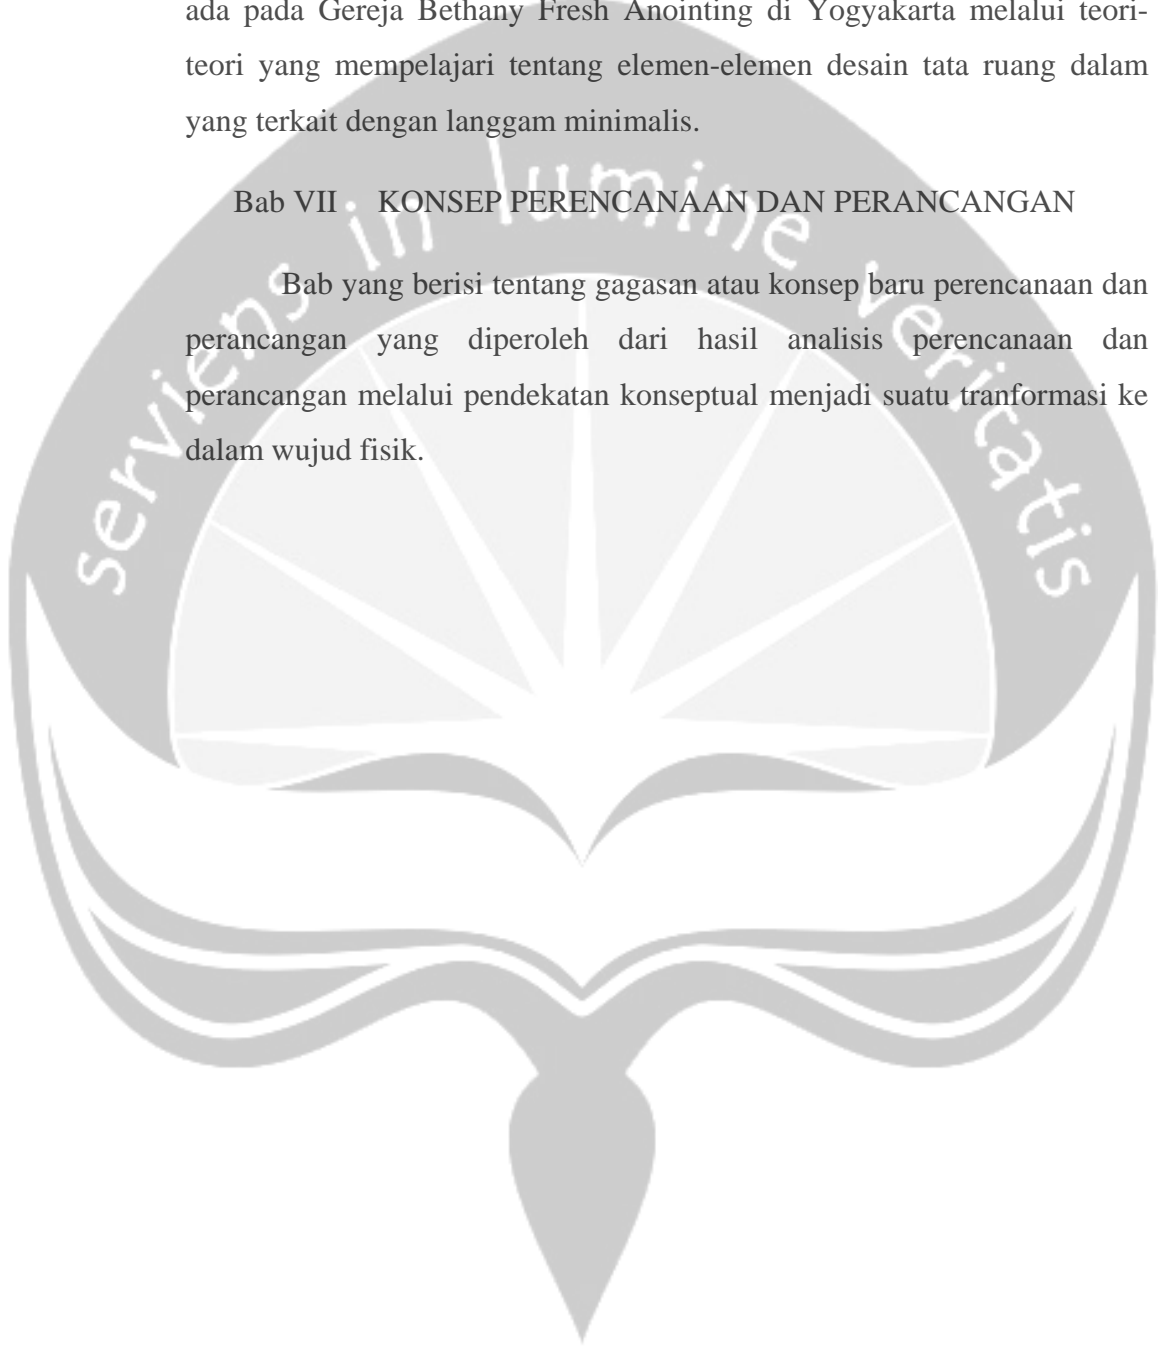 ada pada Gereja Bethany Fresh Anointing di Yogyakarta melalui teori-
teori yang mempelajari tentang elemen-elemen desain tata ruang dalam
yang terkait dengan langgam minimalis.
Bab VII KONSEP PERENCANAAN DAN PERANCANGAN
Bab yang berisi tentang gagasan atau konsep baru perencanaan dan
perancangan yang diperoleh dari hasil analisis perencanaan dan
perancangan melalui pendekatan konseptual menjadi suatu tranformasi ke
dalam wujud fisik.
serviens in lumine veritatis